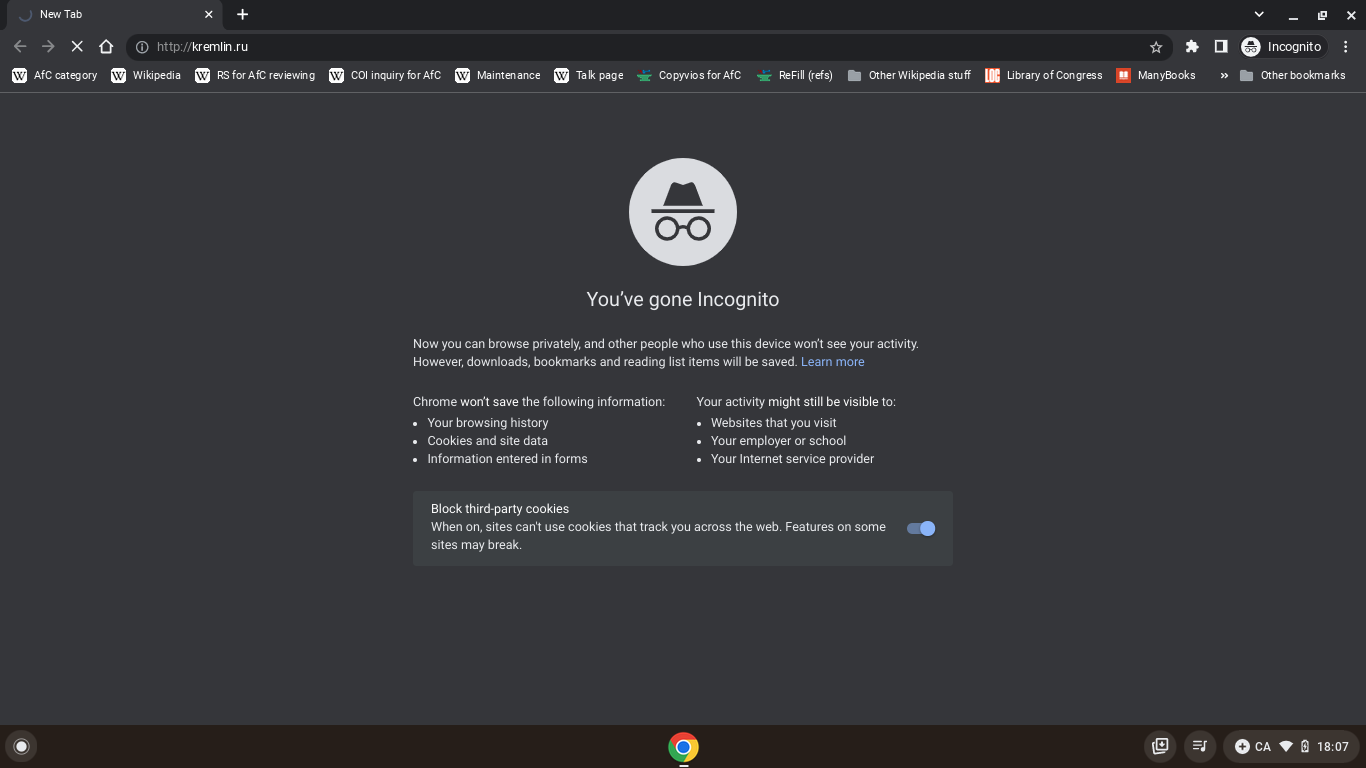 New Tab
http://kremlin.ru
Incognito
AfC category
Wikipedia
RS for AfC reviewing
COI inquiry for AfC
Maintenance
Talk page
Copyvios for AfC
ReFill (refs)
Other Wikipedia stuff
Library of Congress
ManyBooks
»
Other bookmarks
You’ve gone Incognito
Now you can browse privately, and other people who use this device won’t see your activity.
However, downloads, bookmarks and reading list items will be saved. Learn more
Chrome won’t save the following information:
Your browsing history
Cookies and site data
Information entered in forms
Your activity might still be visible to:
Websites that you visit
Your employer or school
Your Internet service provider
Block third-party cookies
When on, sites can't use cookies that track you across the web. Features on some
sites may break.
CA 18:07